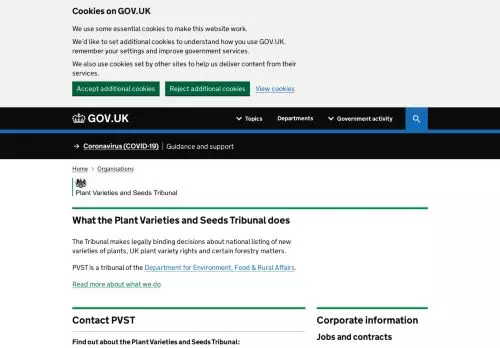 Cookies on GOV.UK
We use some essential cookies to make this website work.
We'd like to set additional cookies to understand how you use GOV.UK,
remember your settings and improve government services.
We also use cookies set by other sites to help us deliver content from their
services.
Accept additional cookies Reject additional cookies View cookies
GOV.UK Topics Departments Government activity
→ Coronavirus (COVID-19) Guidance and support
Home > Organisations
Plant Varieties and Seeds Tribunal
What the Plant Varieties and Seeds Tribunal does
The Tribunal makes legally binding decisions about national listing of new
varieties of plants, UK plant variety rights and certain forestry matters.
PVST is a tribunal of the Department for Environment, Food & Rural Affairs.
Read more about what we do
Contact PVST
Find out about the Plant Varieties and Seeds Tribunal:
Corporate information
Jobs and contracts